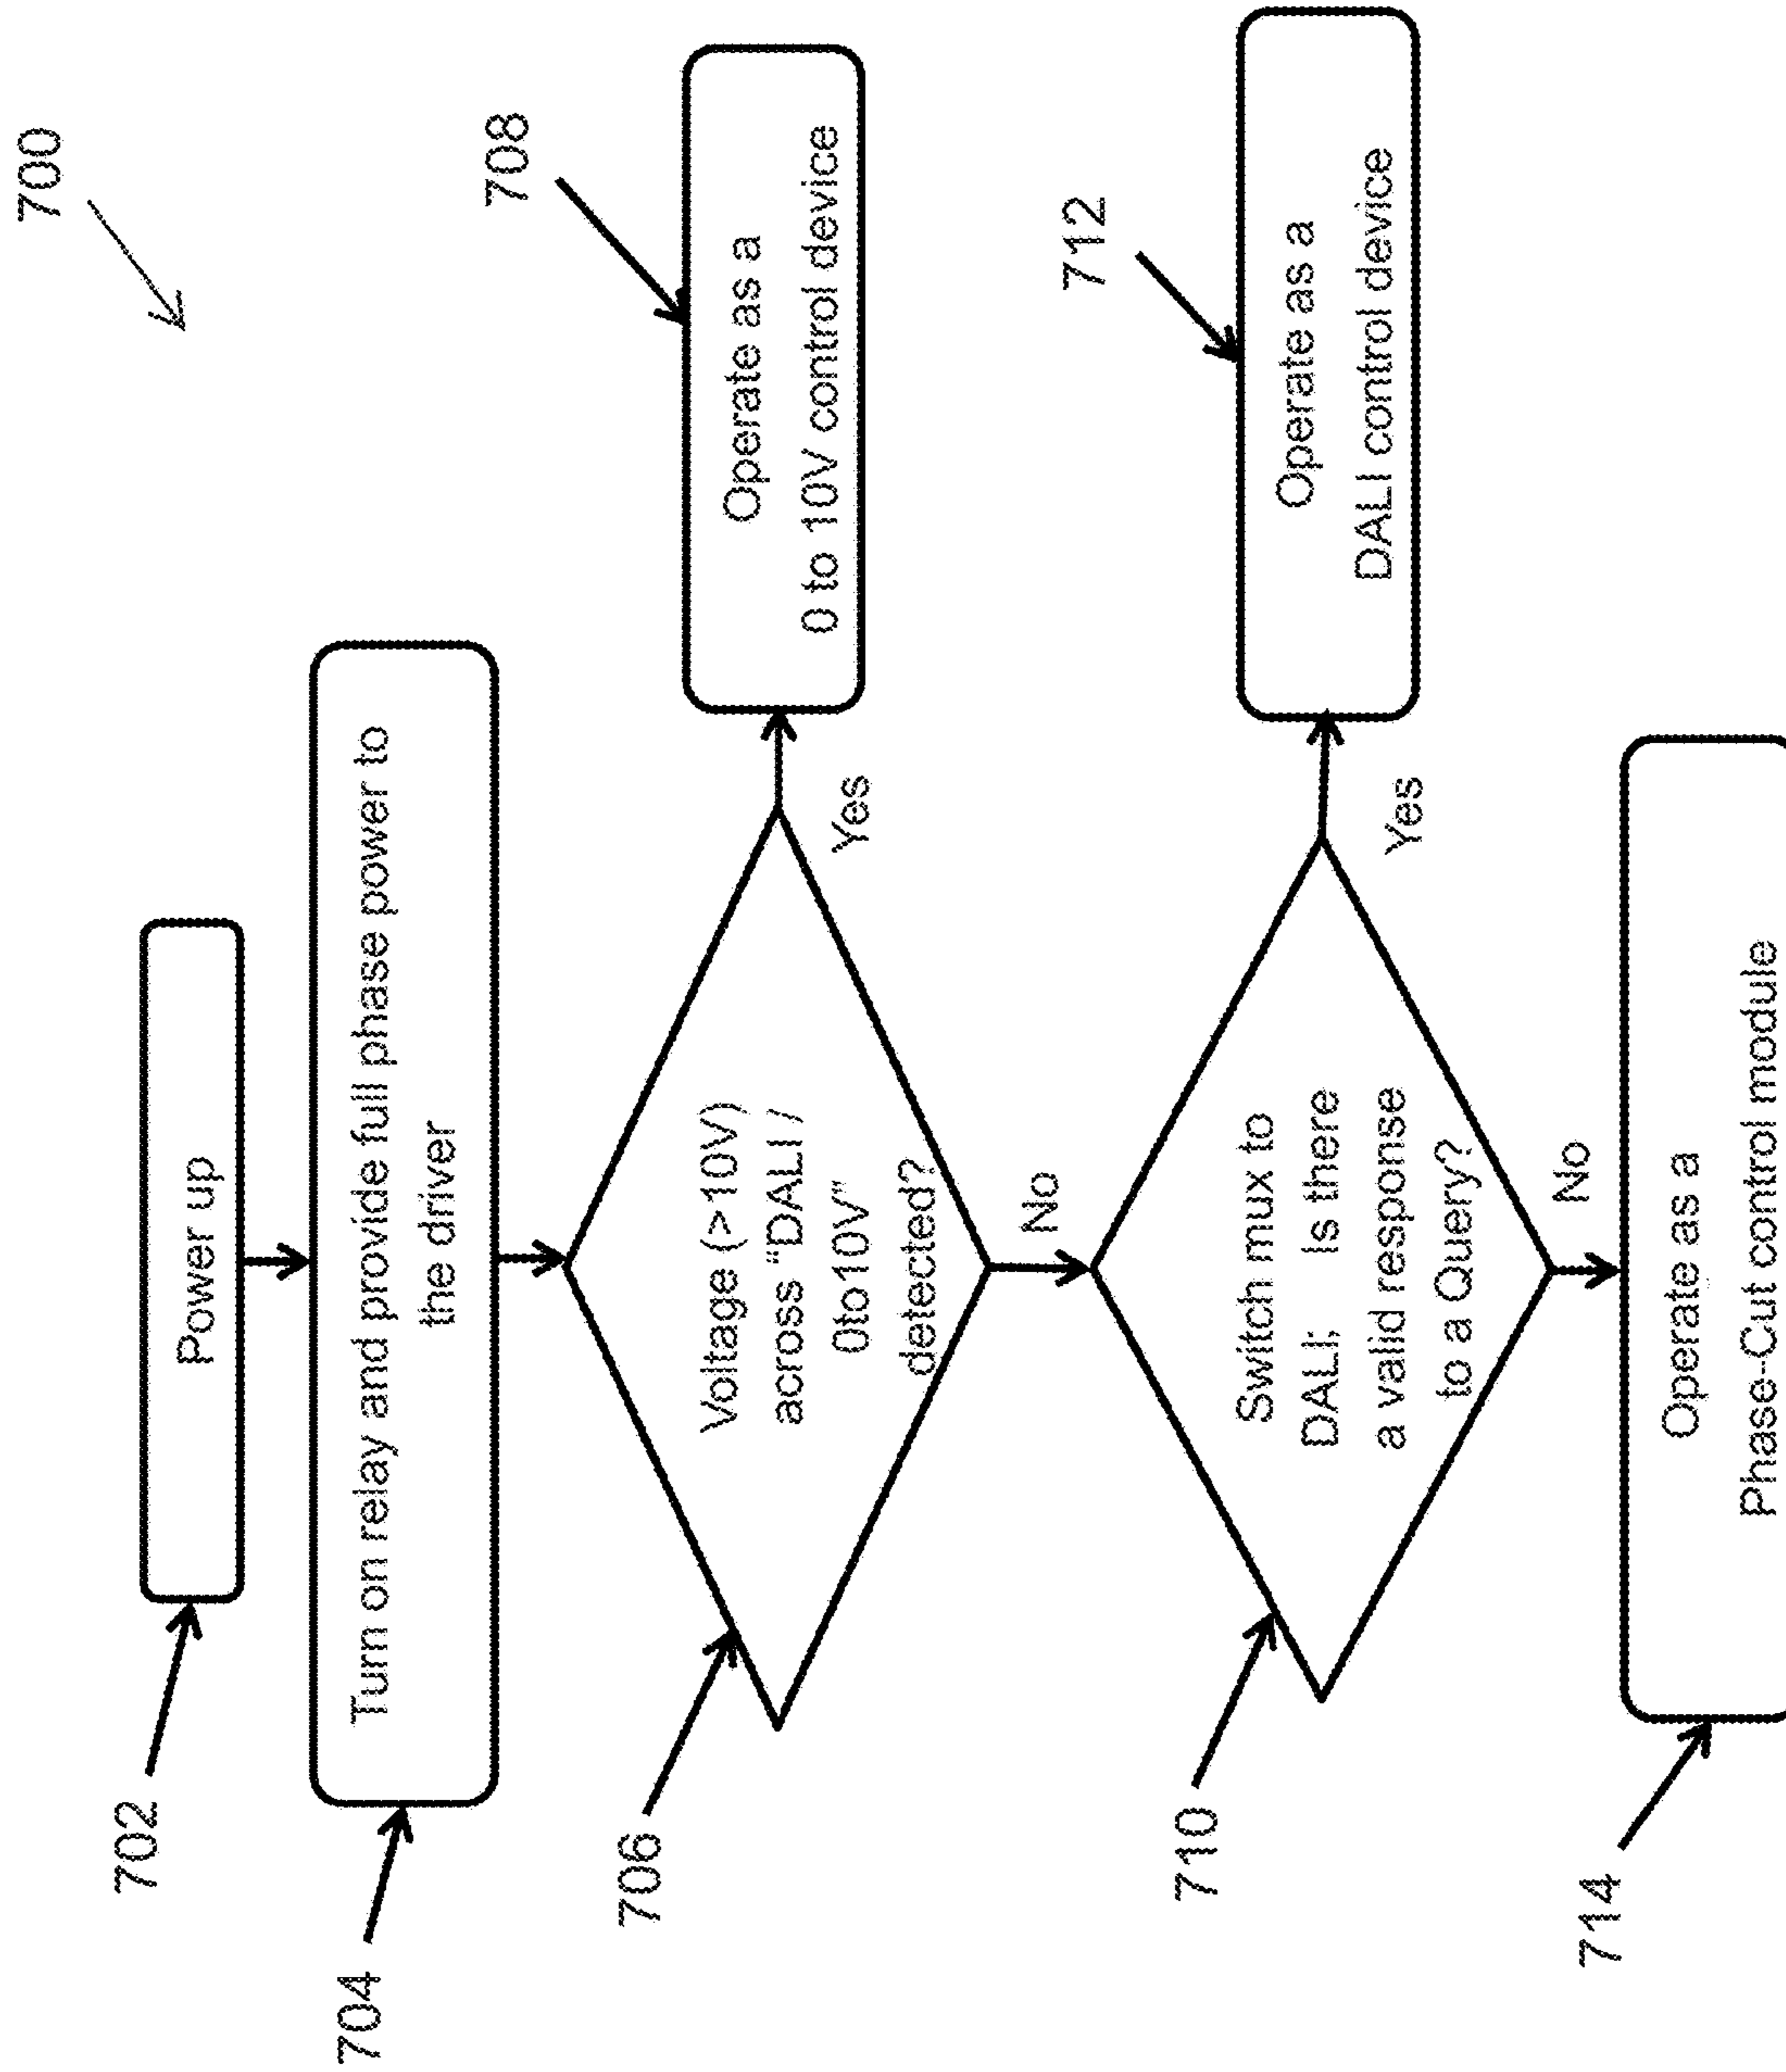 700
702
Power up
704
Turn on relay and provide full phase power to
the driver
706
Voltage (>10V)
across "DALI /
0to10V"
detected?
Yes
708
Operate as a
0 to 10V control device
No
710
Switch mux to
DALI; Is there
a valid response
to a Query?
Yes
712
Operate as a
DALI control device
No
714
Operate as a
Phase-Cut control module